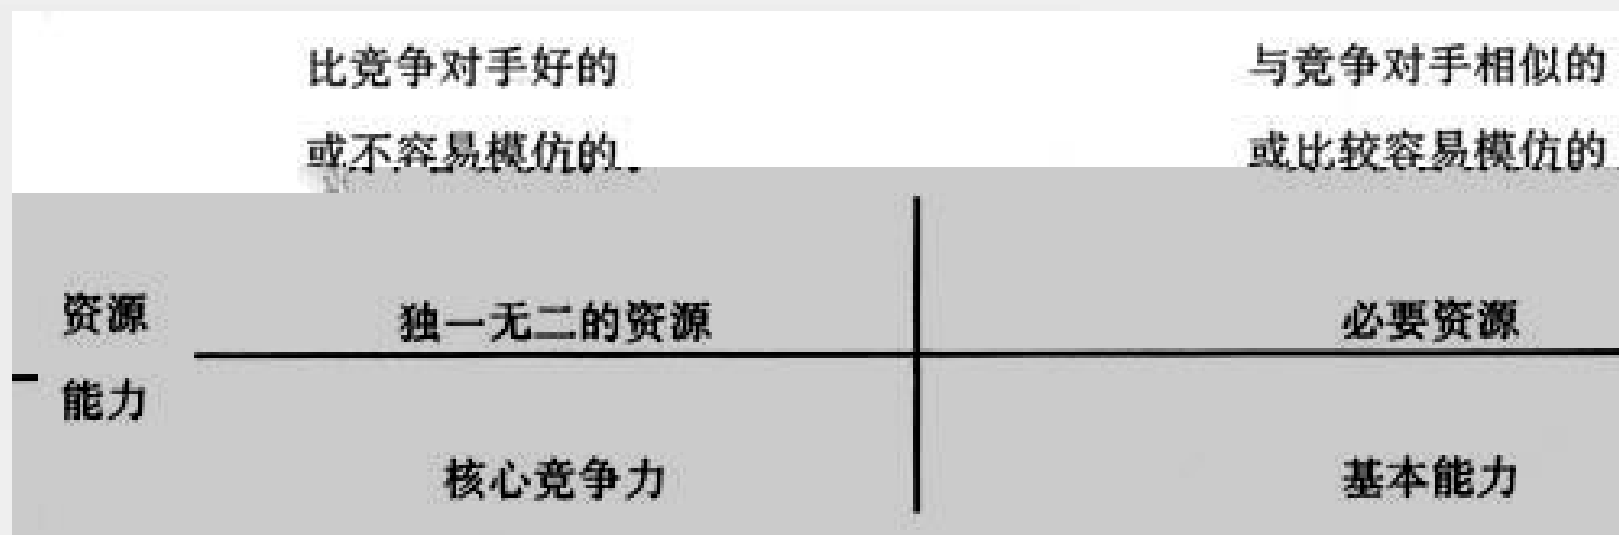 比竞争对手好的 与竞争对手相似的
或不容易模仿的 或比较容易模仿的
资源 独一无二的资源 必要资源
能力
核心竞争力 基本能力